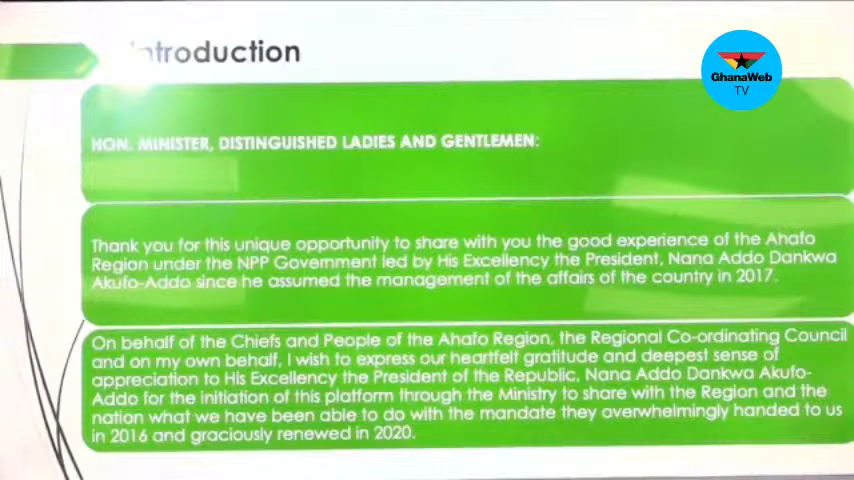 Introduction
GhanaWeb
TV
HON. MINISTER, DISTINGUISHED LADIES AND GENTLEMEN:
Thank you for this unique opportunity to share with you the good experience of the Ahafo
Region under the NPP Government led by His Excellency the President, Nana Addo Dankwa
Akufo-Addo since he assumed the management of the affairs of the country in 2017.
On behalf of the Chiefs and People of the Ahafo Region, the Regional Co-ordinating Council
and on my own behalf, I wish to express our heartfelt gratitude and deepest sense of
appreciation to His Excellency the President of the Republic, Nana Addo Dankwa Akufo-
Addo for the initiation of this platform through the Ministry to share with the Region and the
nation what we have been able to do with the mandate they overwhelmingly handed to us
in 2016 and graciously renewed in 2020.